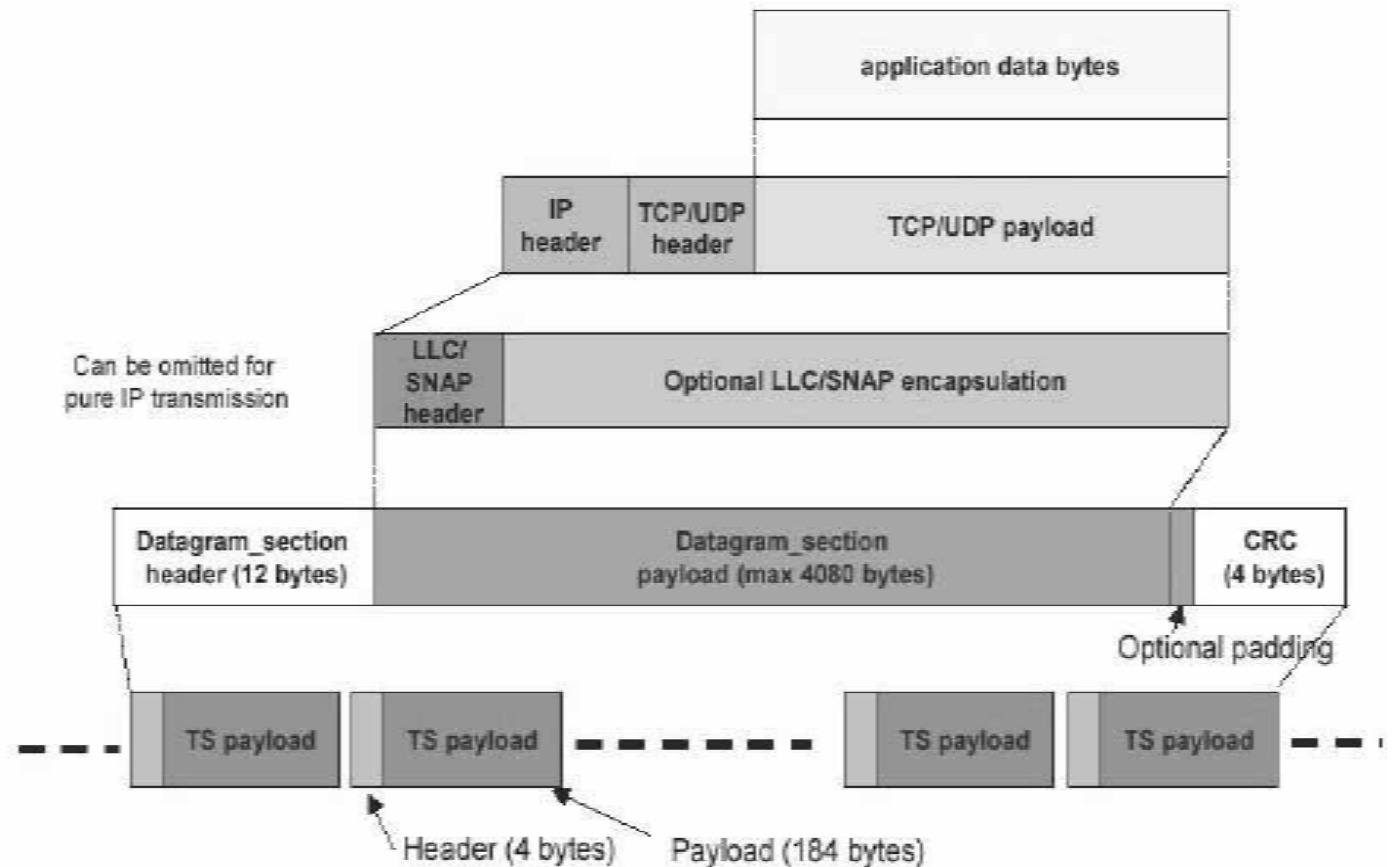 application data bytes
IP
header
TCP/UDP
header
TCP/UDP payload
Can be omitted for
pure IP transmission
LLC/
SNAP
header
Optional LLC/SNAP encapsulation
Datagram_section
header (12 bytes)
Datagram_section
payload (max 4080 bytes)
CRC
(4 bytes)
Optional padding
TS payload
TS payload
TS payload
TS payload
Header (4 bytes)
Payload (184 bytes)